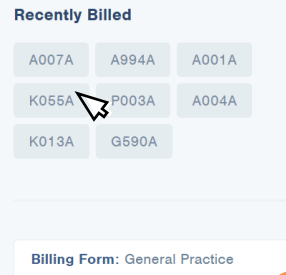 Recently Billed
A007A A994A A001A
K055A P003A A004A
K013A G590A
Billing Form: General Practice